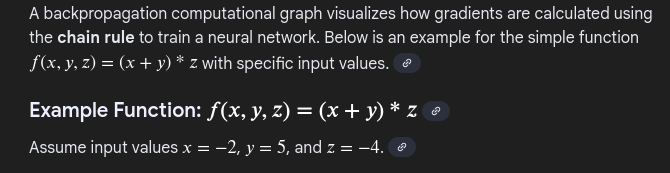 A backpropagation computational graph visualizes how gradients are calculated using
the chain rule to train a neural network. Below is an example for the simple function
f(x, y, z) = (x + y) * z with specific input values.
Example Function: f(x, y, z) = (x + y) * z
Assume input values x = −2, y = 5, and z = −4.